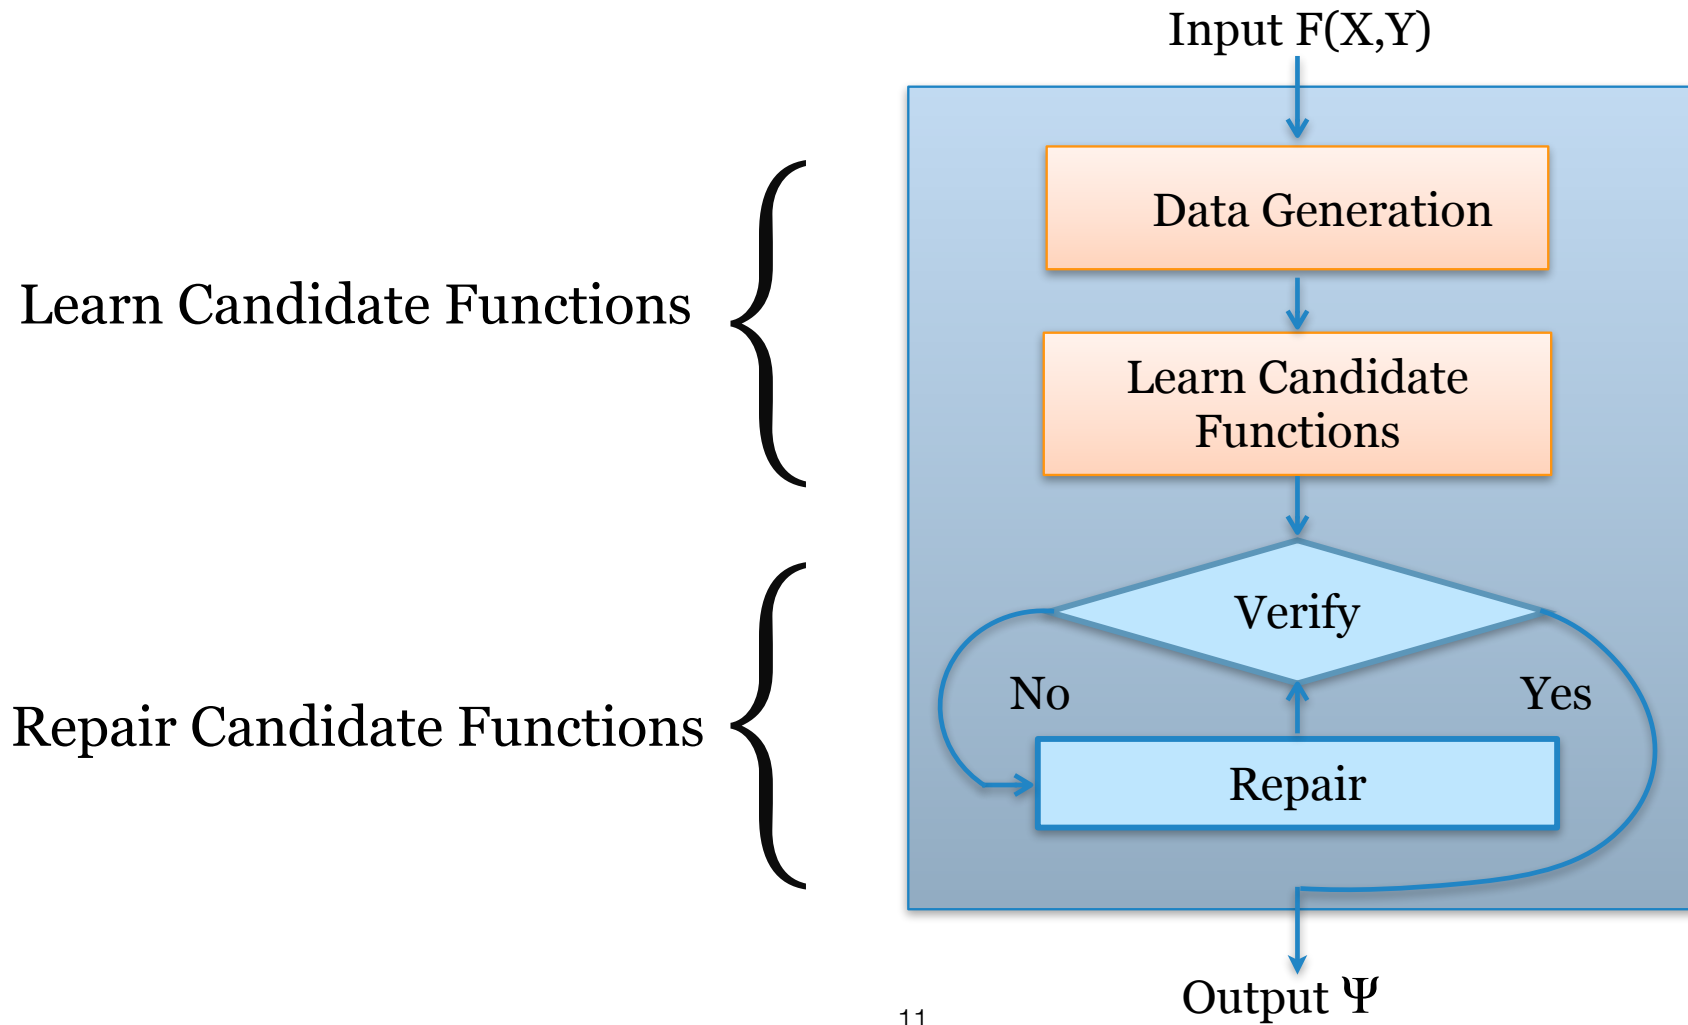 Input F(X,Y)
Data Generation
Learn Candidate Functions
Learn Candidate
Functions
Verify
No
Yes
Repair Candidate Functions
Repair
Output Ψ
11